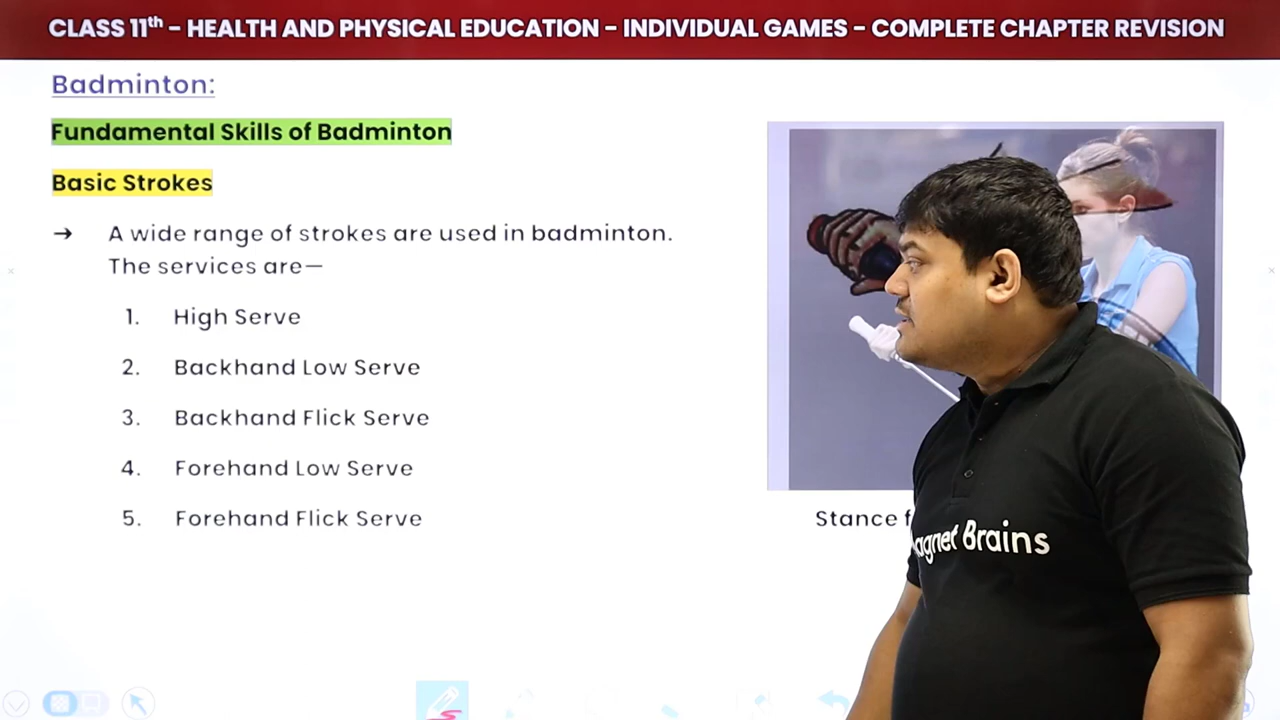 CLASS 11th – HEALTH AND PHYSICAL EDUCATION – INDIVIDUAL GAMES – COMPLETE CHAPTER REVISION
Badminton:
Fundamental Skills of Badminton
Basic Strokes
→ A wide range of strokes are used in badminton.
The services are—
1. High Serve
2. Backhand Low Serve
3. Backhand Flick Serve
4. Forehand Low Serve
5. Forehand Flick Serve
Stance
Brains